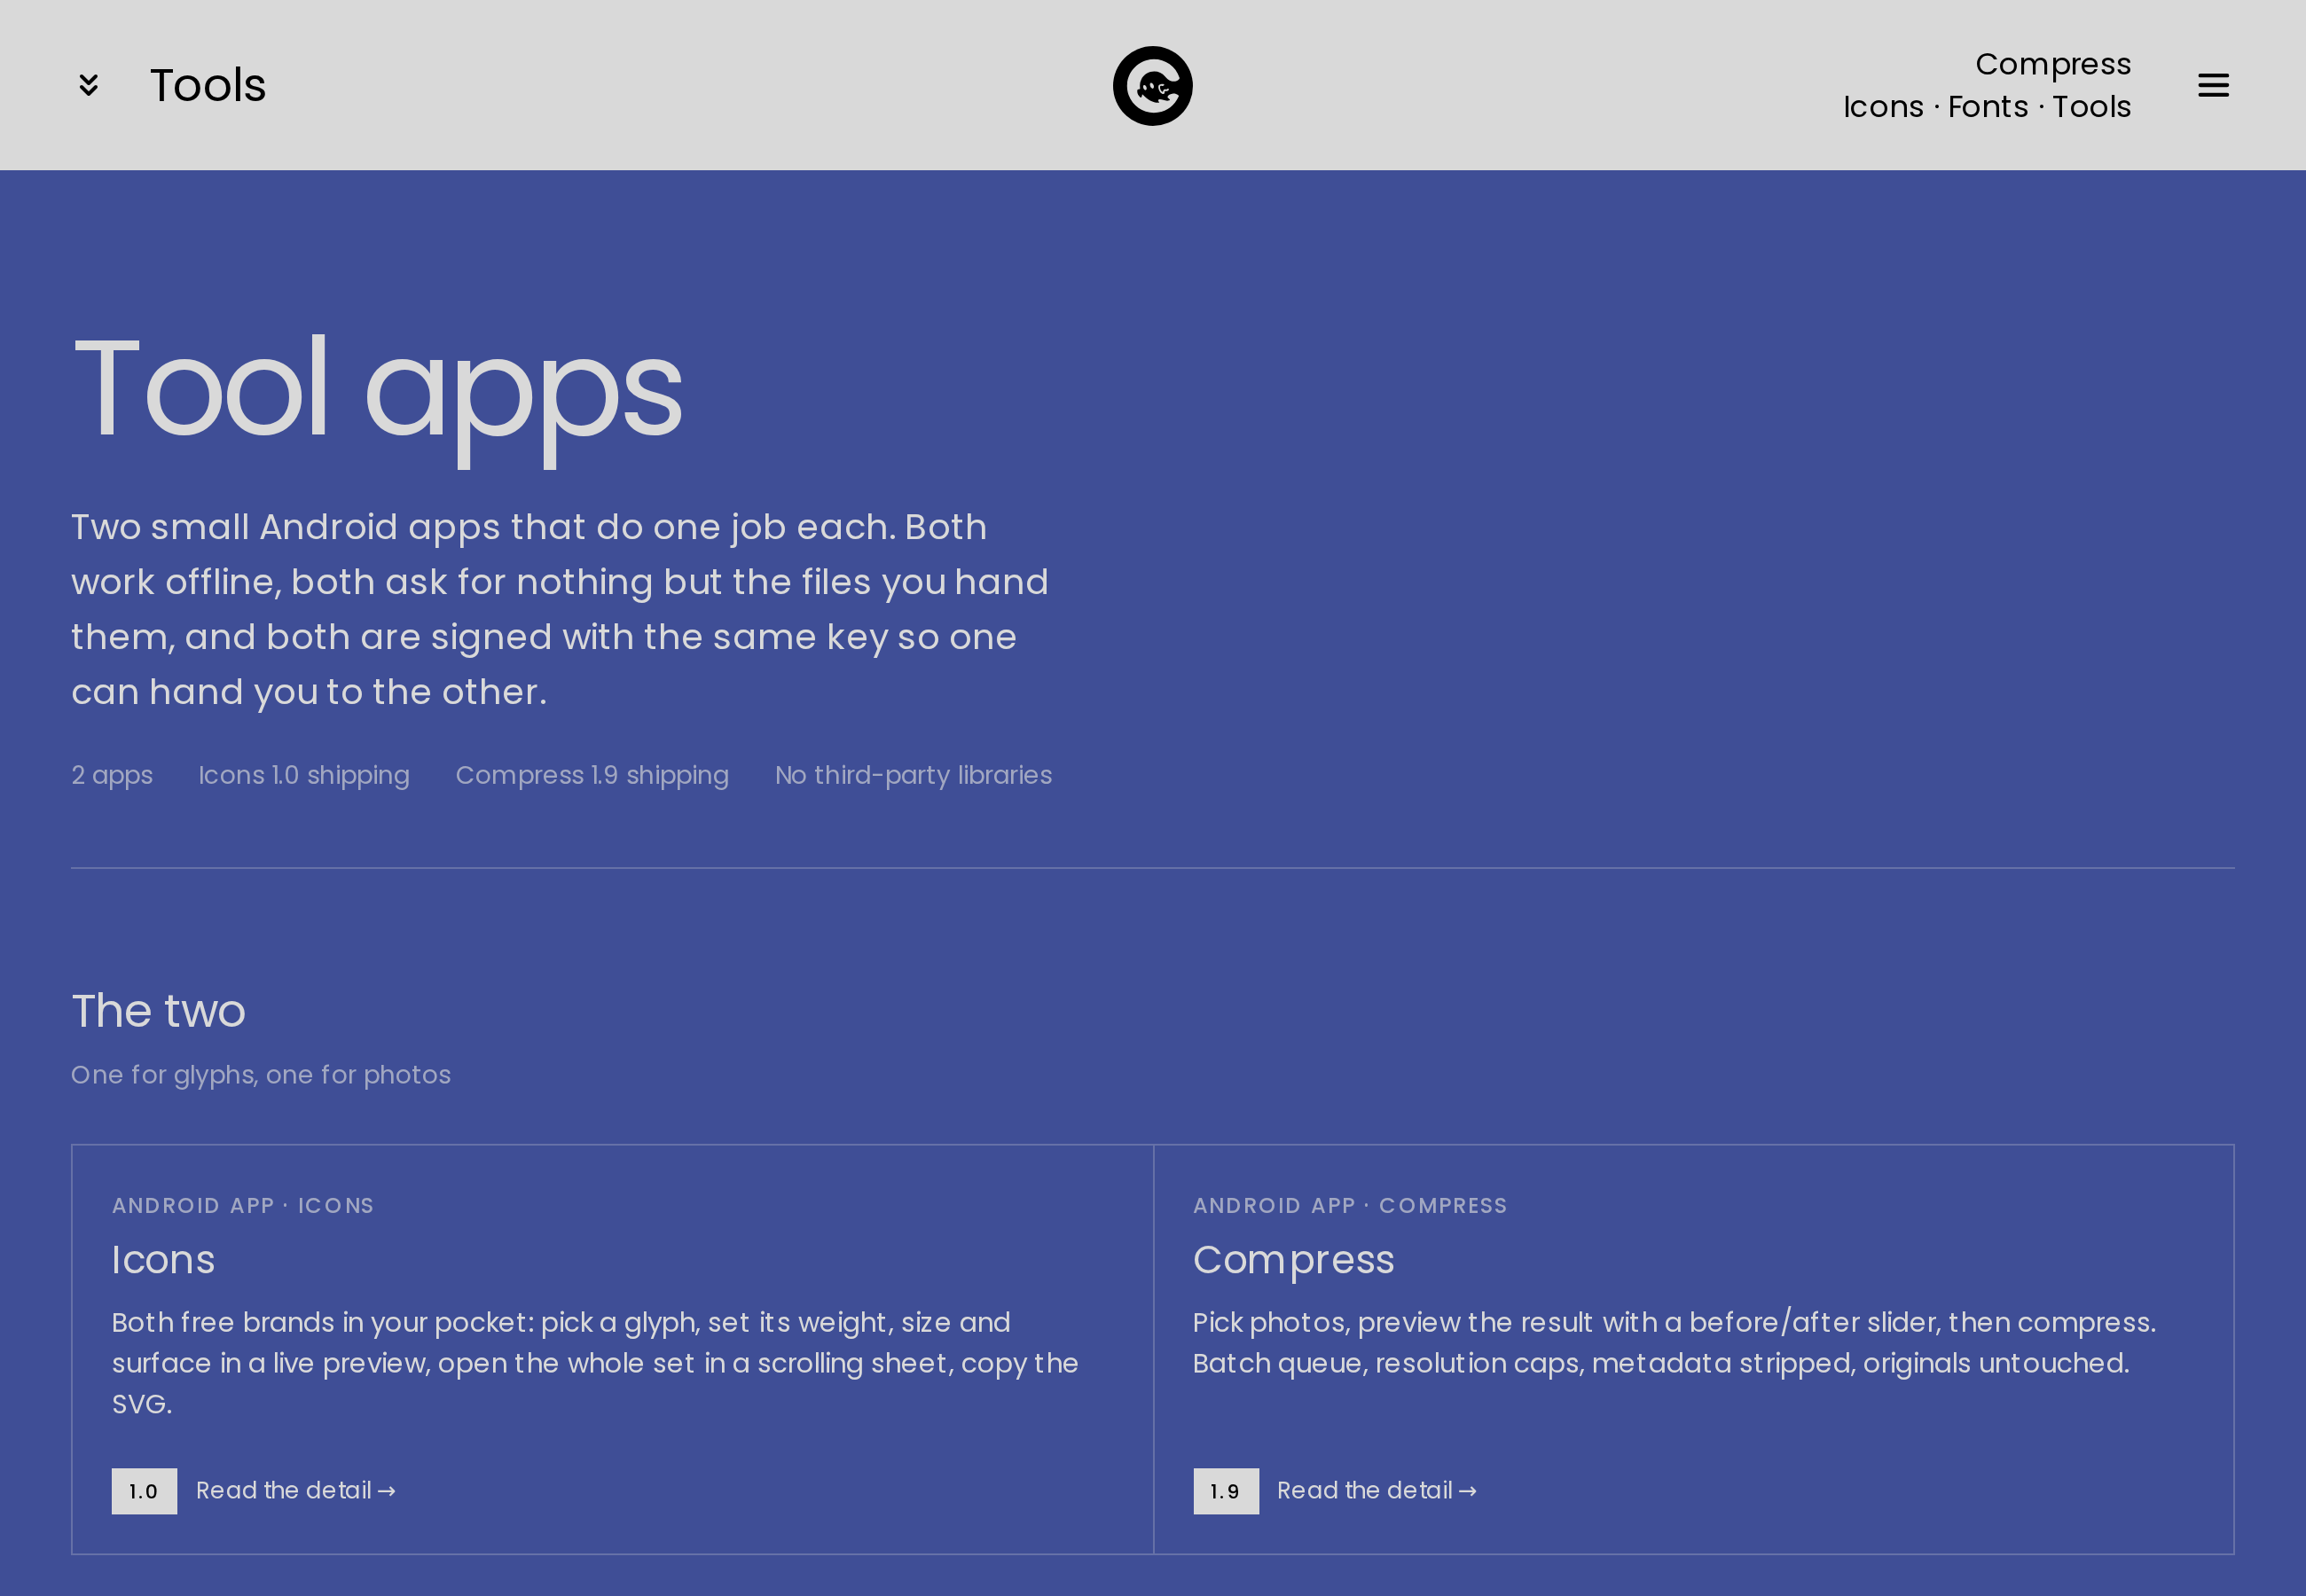 Tools
Compress
Icons · Fonts · Tools
Tool apps
Two small Android apps that do one job each. Both
work offline, both ask for nothing but the files you hand
them, and both are signed with the same key so one
can hand you to the other.
2 apps Icons 1.0 shipping Compress 1.9 shipping No third-party libraries
The two
One for glyphs, one for photos
ANDROID APP · ICONS
Icons
Both free brands in your pocket: pick a glyph, set its weight, size and
surface in a live preview, open the whole set in a scrolling sheet, copy the
SVG.
1.0 Read the detail →
ANDROID APP · COMPRESS
Compress
Pick photos, preview the result with a before/after slider, then compress.
Batch queue, resolution caps, metadata stripped, originals untouched.
1.9 Read the detail →